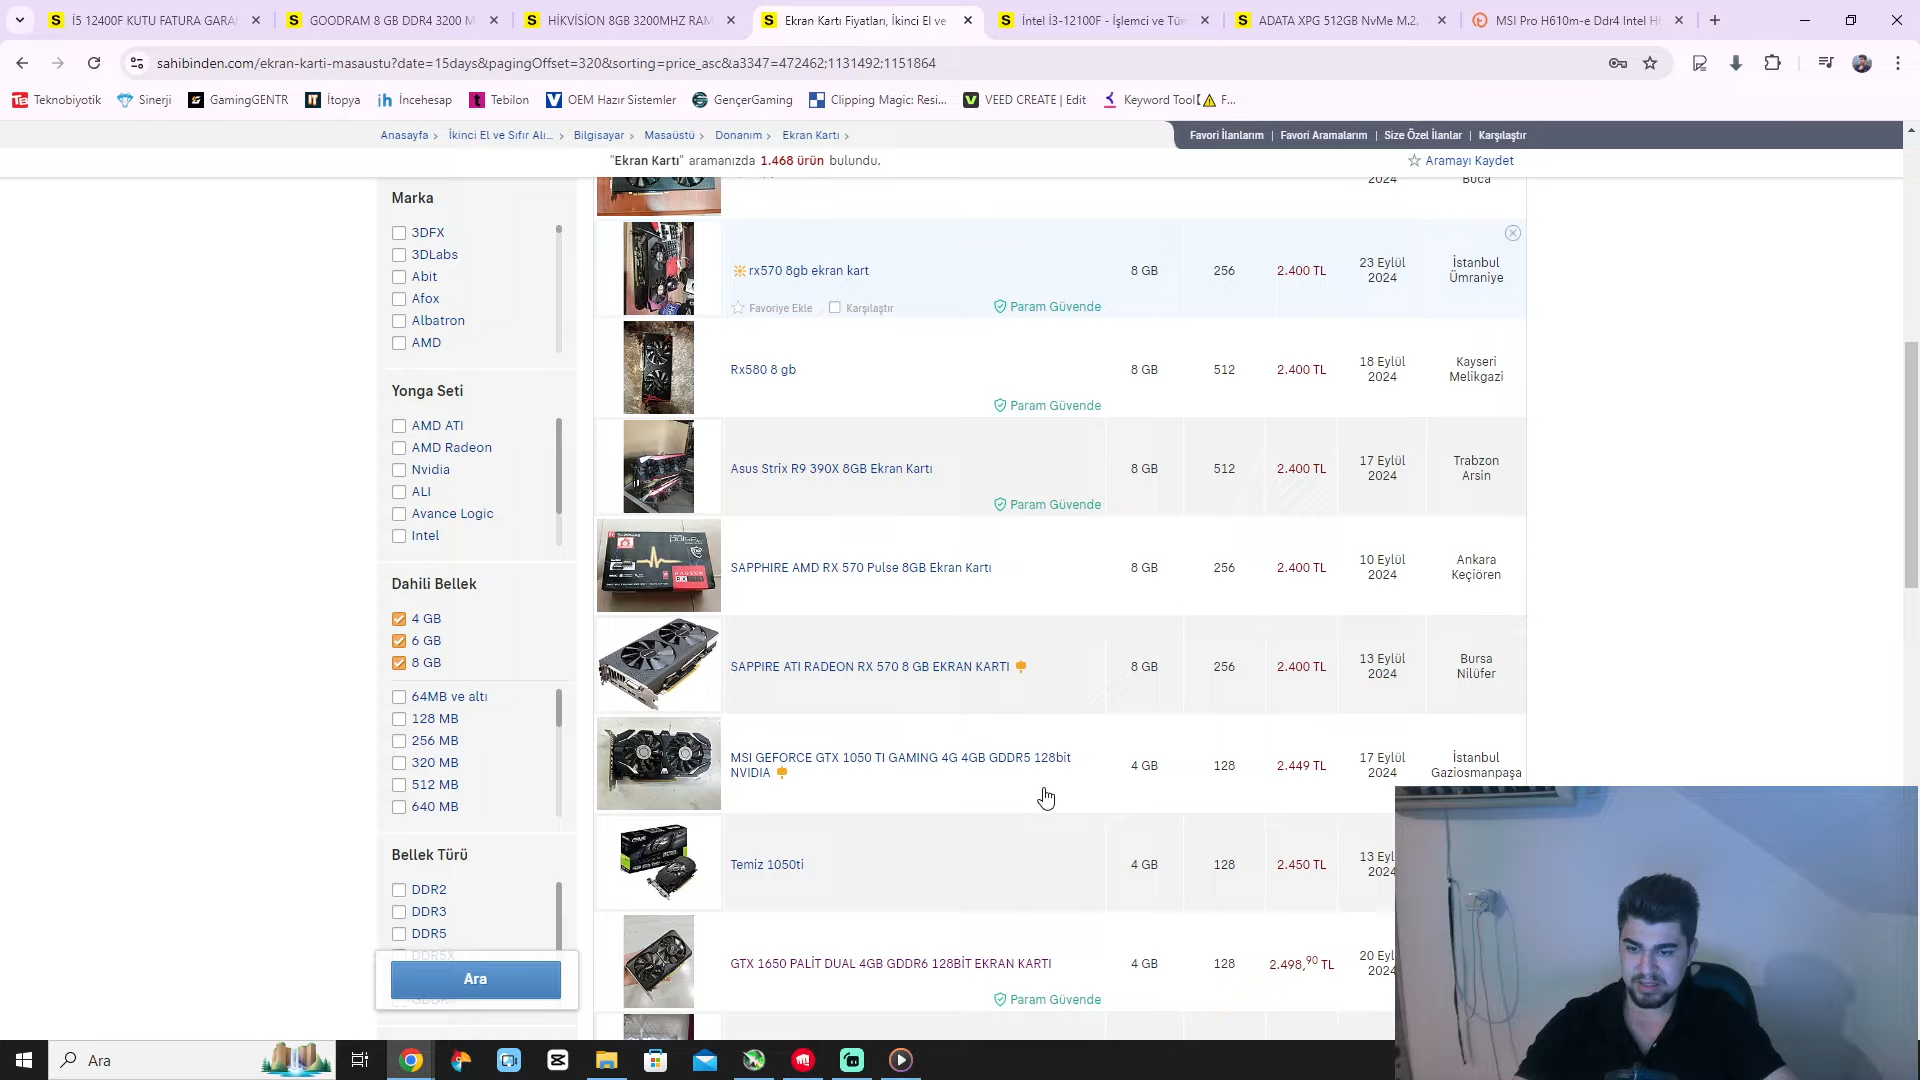 İ5 12400F KUTU FATURA GARA
GOODRAM 8 GB DDR4 3200 M
HİKVİSİON 8GB 3200MHZ RAM
Ekran Kartı Fiyatları, İkinci El ve
İntel İ3-12100F - İşlemci ve Tüm
ADATA XPG 512GB NvMe M.2.
MSI Pro H610m-e Ddr4 Intel H
sahibinden.com/ekran-karti-masaustu?date=15days&pagingOffset=320&sorting=price_asc&a3347=472462;1131492;1151864
Teknobiyotik
Sinerji
GamingGENTR
İtopya
İncehesap
Tebilon
OEM Hazır Sistemler
GençerGaming
Clipping Magic: Resi...
VEED CREATE | Edit
Keyword Tool
F...
Anasayfa
İkinci El ve Sıfır Alı...
Bilgisayar
Masaüstü
Donanım
Ekran Kartı
Favori İlanlarım | Favori Aramalarım | Size Özel İlanlar | Karşılaştır
"Ekran Kartı" aramanızda 1.468 ürün bulundu.
Aramayı Kaydet
Marka
3DFX
3DLabs
Abit
Afox
Albatron
AMD
Yonga Seti
AMD ATI
AMD Radeon
Nvidia
ALI
Avance Logic
Intel
Dahili Bellek
4 GB
6 GB
8 GB
64MB ve altı
128 MB
256 MB
320 MB
512 MB
640 MB
Bellek Türü
DDR2
DDR3
DDR5
DDR5X
Ara
2024
Buca
rx570 8gb ekran kart
Favoriye Ekle
Karşılaştır
Param Güvende
8 GB
256
2.400 TL
23 Eylül
2024
İstanbul
Ümraniye
Rx580 8 gb
Param Güvende
8 GB
512
2.400 TL
18 Eylül
2024
Kayseri
Melikgazi
Asus Strix R9 390X 8GB Ekran Kartı
Param Güvende
8 GB
512
2.400 TL
17 Eylül
2024
Trabzon
Arsin
SAPPHIRE AMD RX 570 Pulse 8GB Ekran Kartı
8 GB
256
2.400 TL
10 Eylül
2024
Ankara
Keçiören
SAPPIRE ATI RADEON RX 570 8 GB EKRAN KARTI
8 GB
256
2.400 TL
13 Eylül
2024
Bursa
Nilüfer
MSI GEFORCE GTX 1050 TI GAMING 4G 4GB GDDR5 128bit
NVIDIA
4 GB
128
2.449 TL
17 Eylül
2024
İstanbul
Gaziosmanpaşa
Temiz 1050ti
4 GB
128
2.450 TL
13 Eyl
2024
GTX 1650 PALİT DUAL 4GB GDDR6 128BİT EKRAN KARTI
Param Güvende
4 GB
128
2.498,90 TL
20 Eyl
2024
Ara